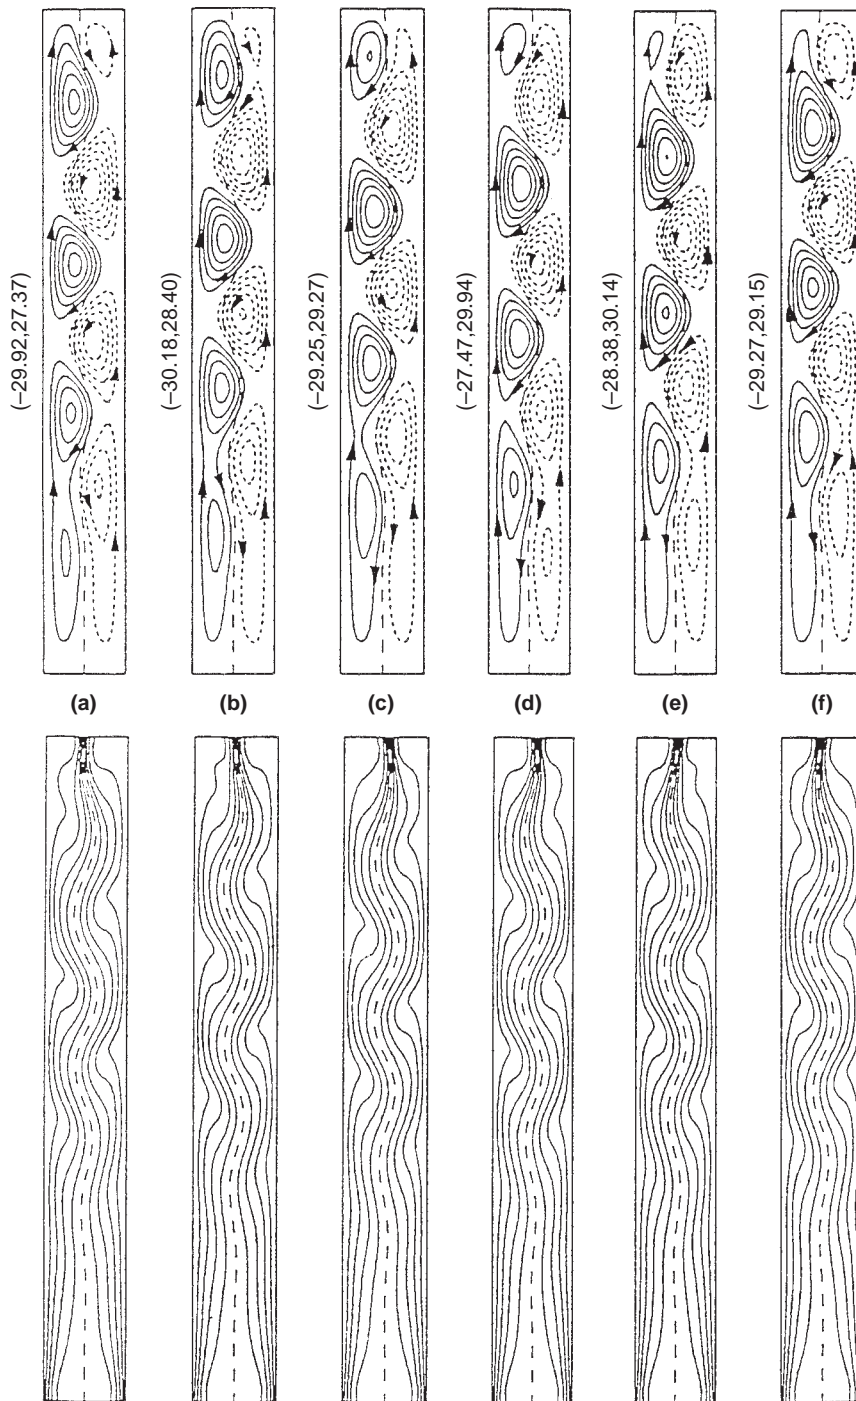 (–29.92,27.37)
(–30.18,28.40)
(–29.25,29.27)
(–27.47,29.94)
(–28.38,30.14)
(–29.27,29.15)
(a)
(b)
(c)
(d)
(e)
(f)